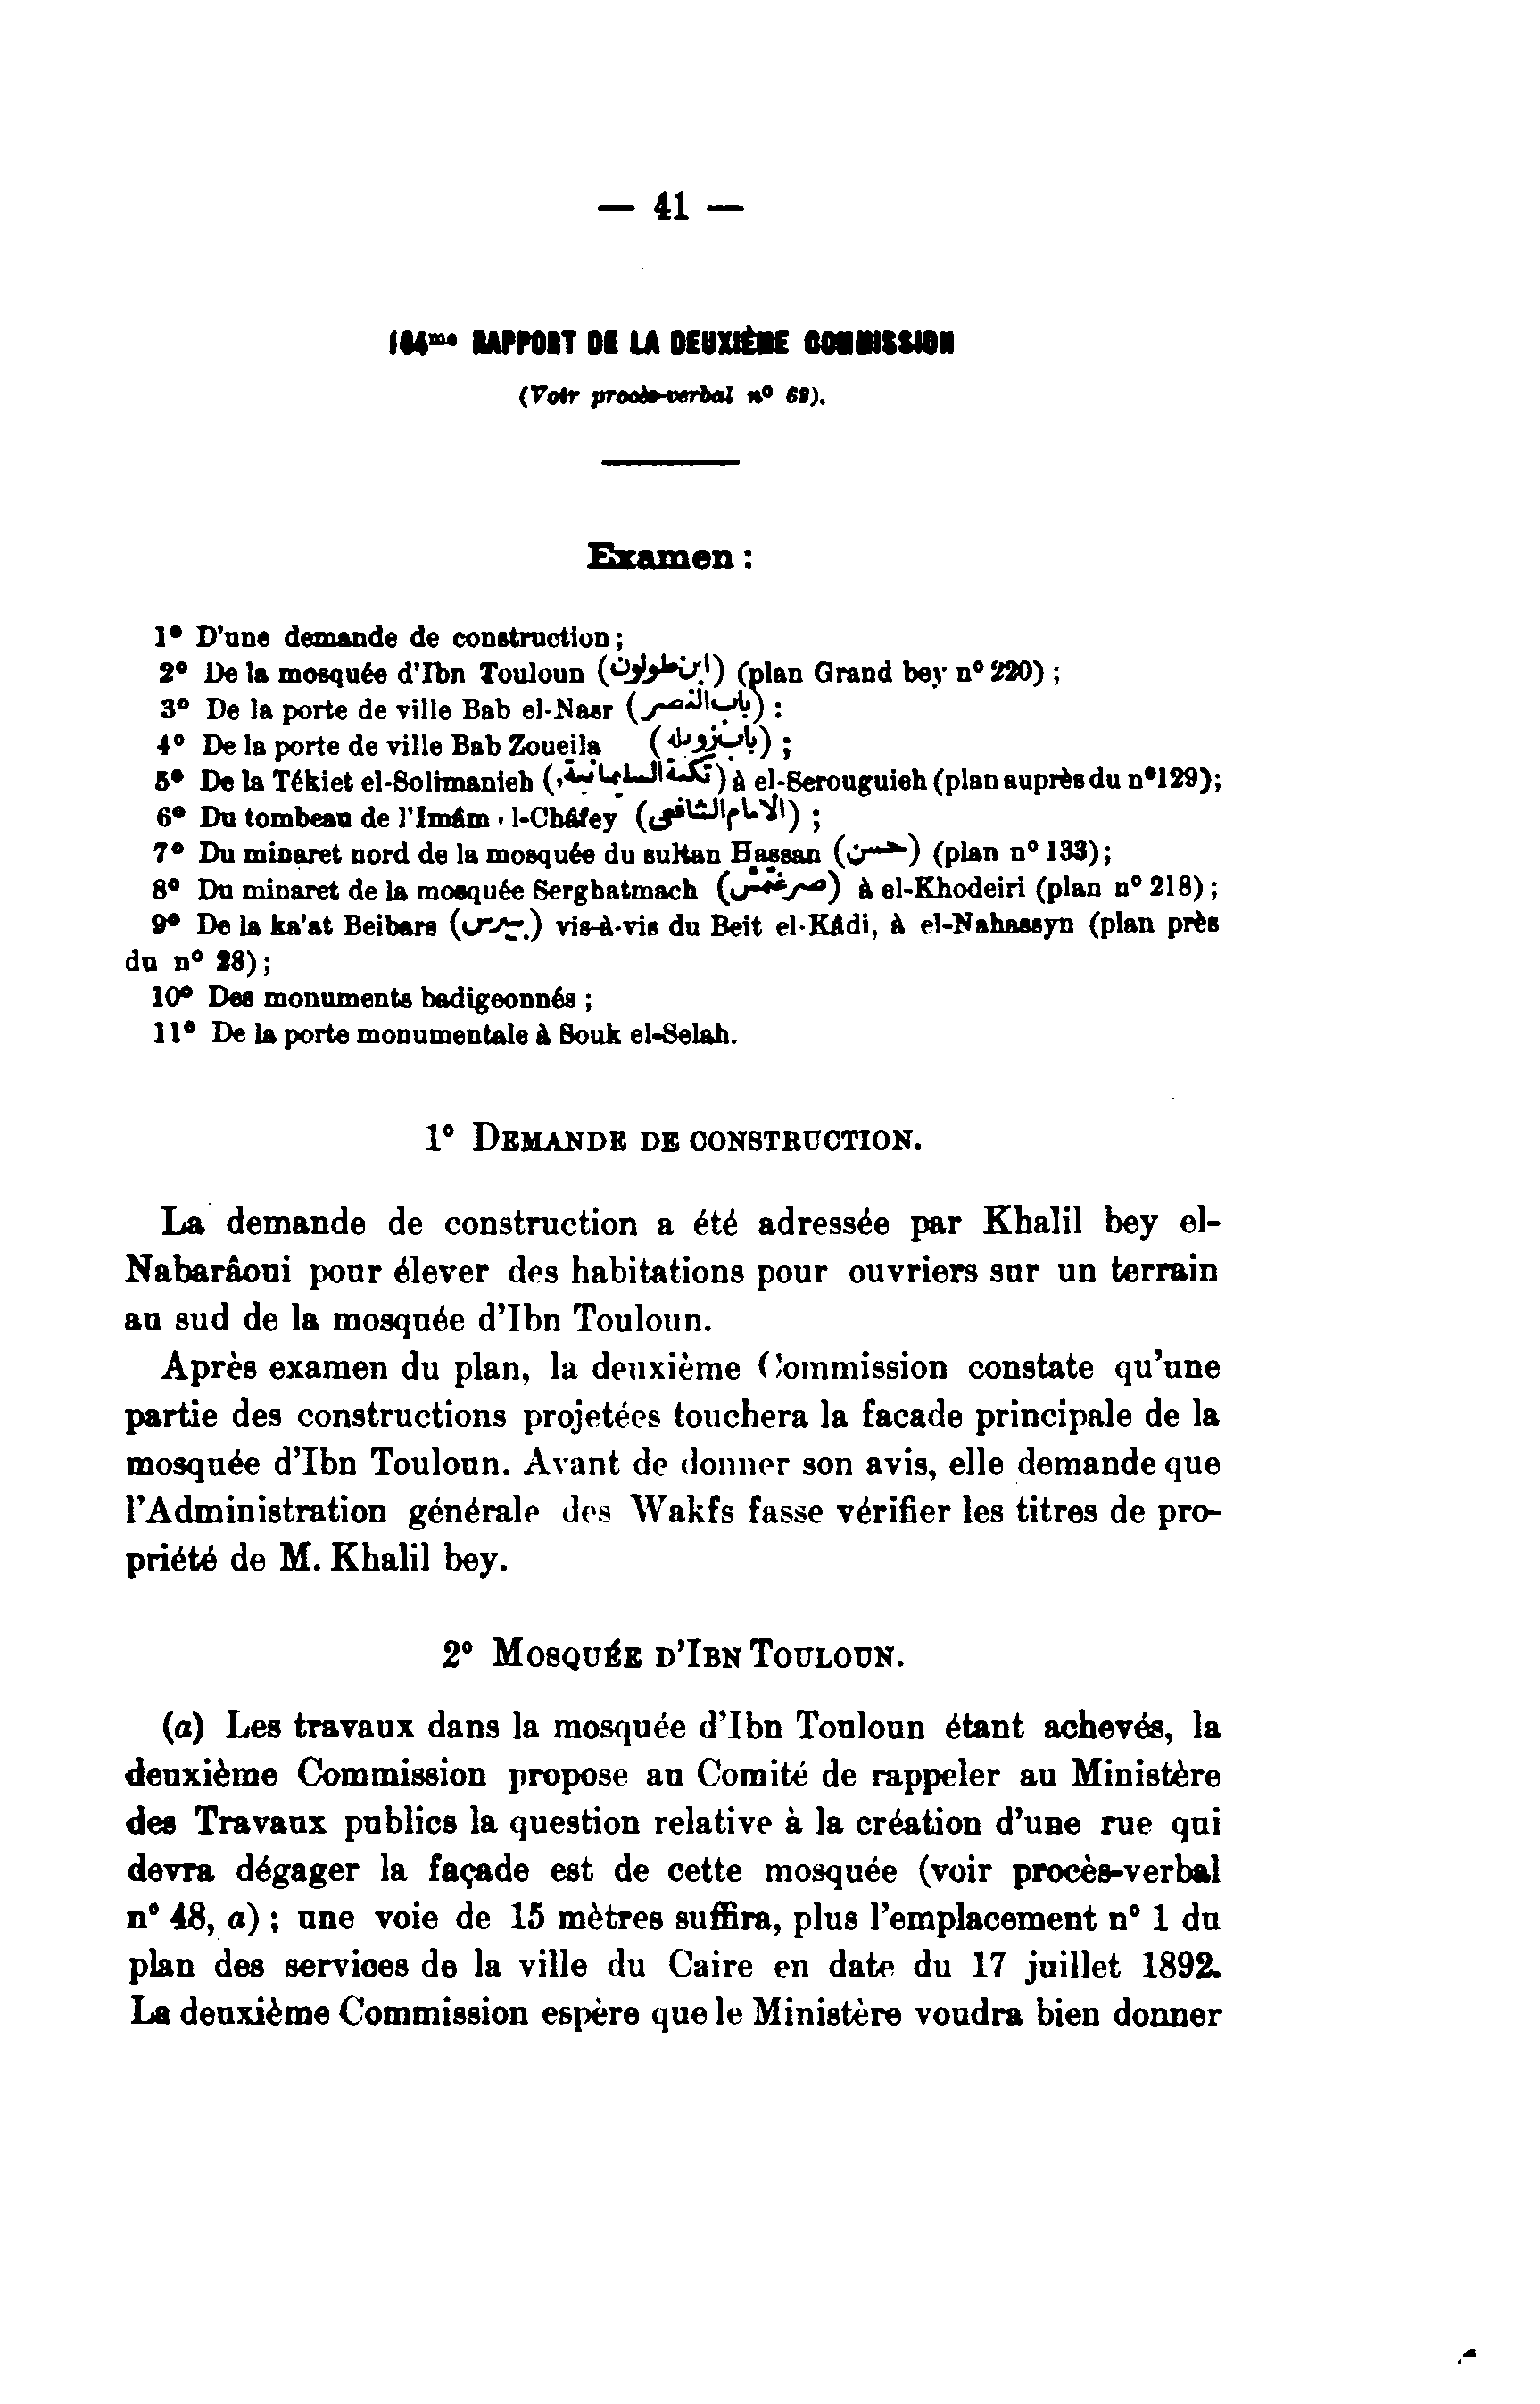 — 41 —
164me RAPPORT DE LA DEUXIÈME COMMISSION
(Voir procès-verbal n° 62).
Examen :
1° D'une demande de construction ;
2° De la mosquée d'Ibn Touloun (ابن طولون) (plan Grand bey n° 220) ;
3° De la porte de ville Bab el-Nasr (باب النصر) :
4° De la porte de ville Bab Zoueila (باب زويله) ;
5° De la Tékiet el-Solimanieh (تكية السليمانية,) à el-Serouguieh (plan auprès du n° 129);
6° Du tombeau de l'Imâm l-Châfey (الامام الشافعى) ;
7° Du minaret nord de la mosquée du sultan Hassan (حسن) (plan n° 133);
8° Du minaret de la mosquée Serghatmach (صرغتمش) à el-Khodeiri (plan n° 218) ;
9° De la ka'at Beibars (بيبرس) vis-à-vis du Beit el-Kâdi, à el-Nahassyn (plan près
du n° 28) ;
10° Des monuments badigeonnés ;
11° De la porte monumentale à Souk el-Selah.
1° DEMANDE DE CONSTRUCTION.
La demande de construction a été adressée par Khalil bey el-
Nabarâoui pour élever des habitations pour ouvriers sur un terrain
au sud de la mosquée d'Ibn Touloun.
Après examen du plan, la deuxième Commission constate qu'une
partie des constructions projetées touchera la facade principale de la
mosquée d'Ibn Touloun. Avant de donner son avis, elle demande que
l'Administration générale des Wakfs fasse vérifier les titres de pro-
priété de M. Khalil bey.
2° MOSQUÉE D'IBN TOULOUN.
(a) Les travaux dans la mosquée d'Ibn Touloun étant achevés, la
deuxième Commission propose au Comité de rappeler au Ministère
des Travaux publics la question relative à la création d'une rue qui
devra dégager la façade est de cette mosquée (voir procès-verbal
n° 48, a) ; une voie de 15 mètres suffira, plus l'emplacement n° 1 du
plan des services de la ville du Caire en date du 17 juillet 1892.
La deuxième Commission espère que le Ministère voudra bien donner